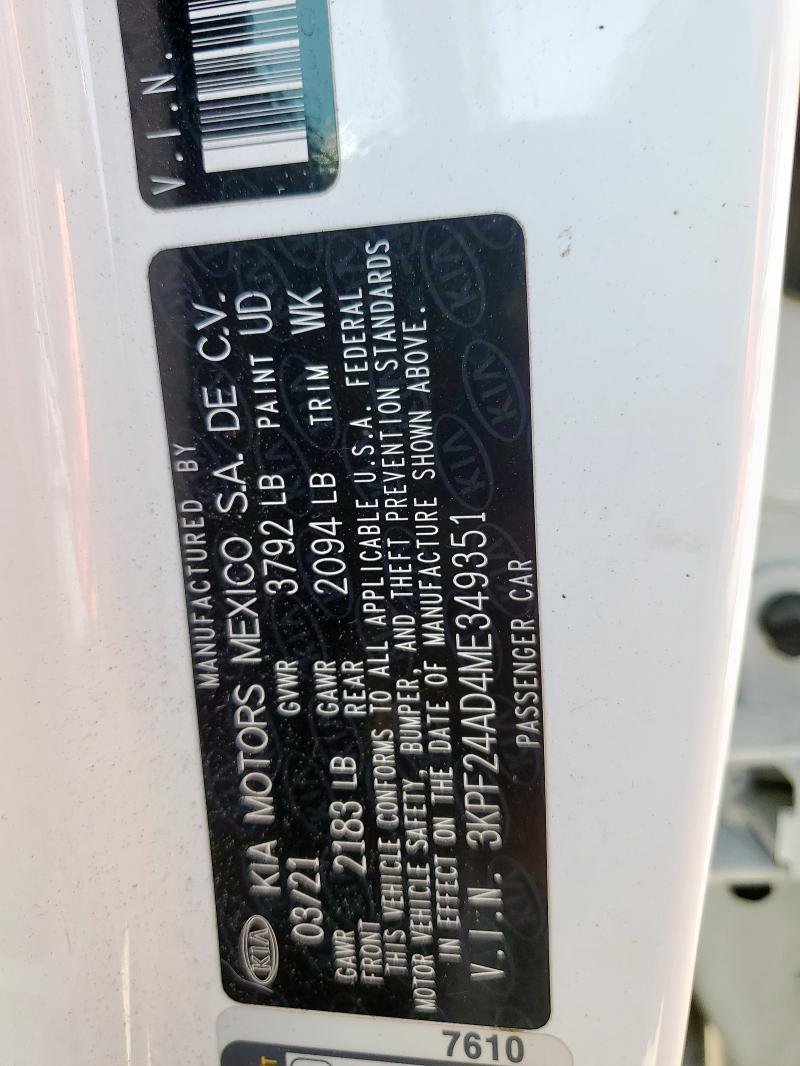 V.I.N.
MANUFACTURED BY
KIA KIA MOTORS MEXICO S.A. DE C.V.
03/21 GVWR 3792 LB PAINT UD
GAWR FRONT 2183 LB GAWR REAR 2094 LB TRIM WK
THIS VEHICLE CONFORMS TO ALL APPLICABLE U.S.A. FEDERAL
MOTOR VEHICLE SAFETY, BUMPER, AND THEFT PREVENTION STANDARDS
IN EFFECT ON THE DATE OF MANUFACTURE SHOWN ABOVE.
V.I.N. 3KPF24AD4ME349351
PASSENGER CAR
7610